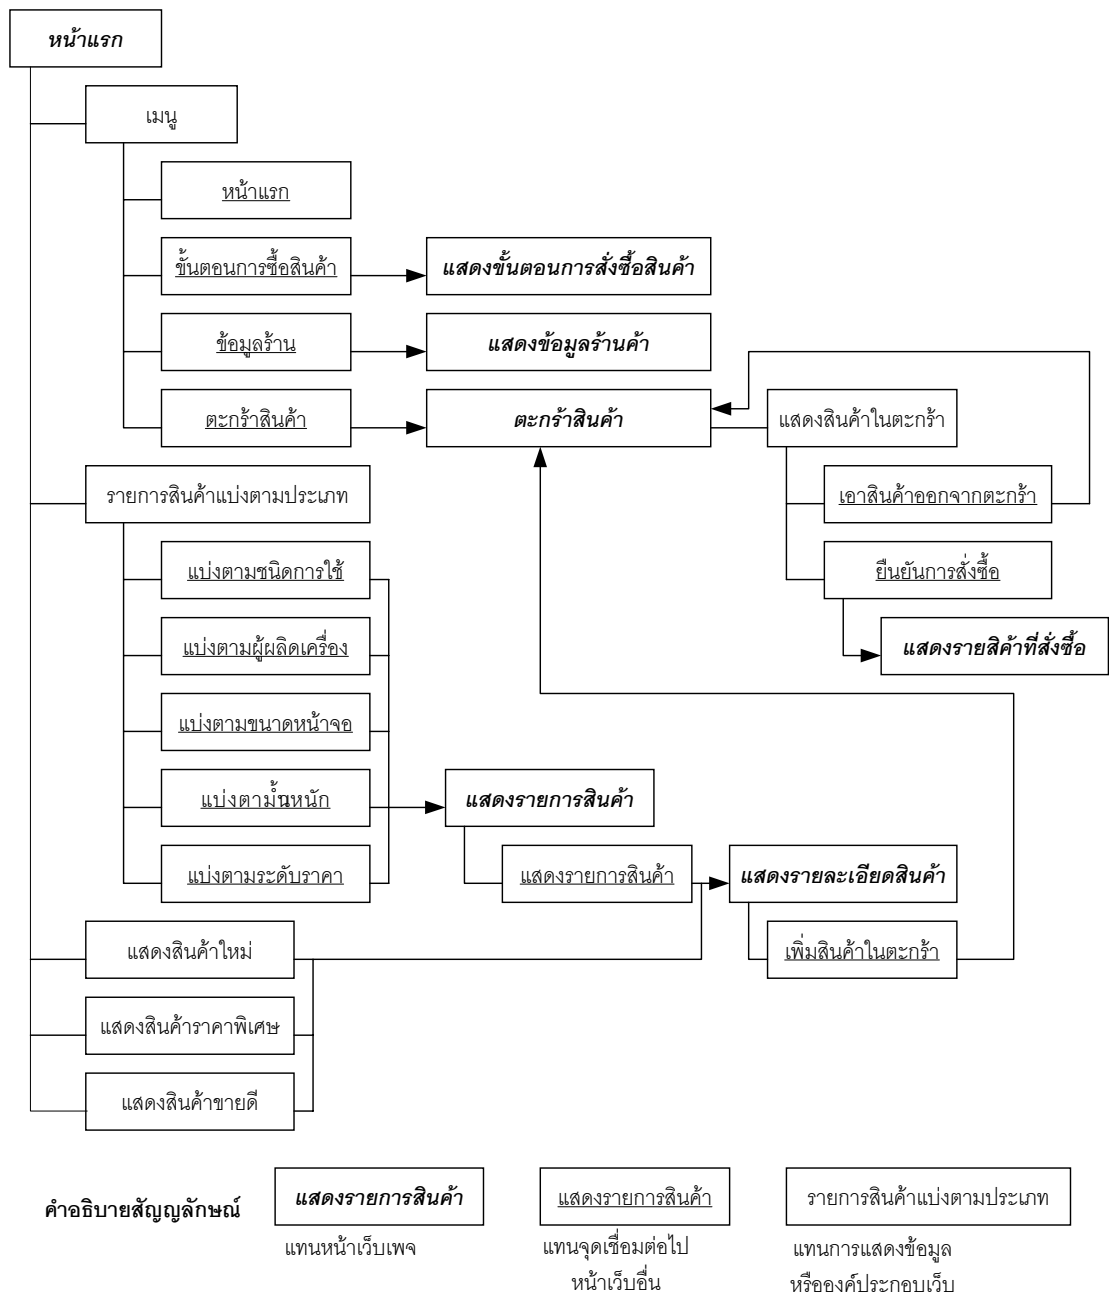 หน้าแรก
เมนู
หน้าแรก
ขั้นตอนการซื้อสินค้า
แสดงขั้นตอนการสั่งซื้อสินค้า
ข้อมูลร้าน
แสดงข้อมูลร้านค้า
ตะกร้าสินค้า
ตะกร้าสินค้า
แสดงสินค้าในตะกร้า
รายการสินค้าแบ่งตามประเภท
เอาสินค้าออกจากตะกร้า
แบ่งตามชนิดการใช้
ยืนยันการสั่งซื้อ
แบ่งตามผู้ผลิตเครื่อง
แสดงรายสิค้าที่สั่งซื้อ
แบ่งตามขนาดหน้าจอ
แบ่งตามน้ำหนัก
แสดงรายการสินค้า
แบ่งตามระดับราคา
แสดงรายการสินค้า
แสดงรายละเอียดสินค้า
แสดงสินค้าใหม่
เพิ่มสินค้าในตะกร้า
แสดงสินค้าราคาพิเศษ
แสดงสินค้าขายดี
คำอธิบายสัญญลักษณ์
แสดงรายการสินค้า
แสดงรายการสินค้า
รายการสินค้าแบ่งตามประเภท
แทนหน้าเว็บเพจ
แทนจุดเชื่อมต่อไป
หน้าเว็บอื่น
แทนการแสดงข้อมูล
หรือองค์ประกอบเว็บ